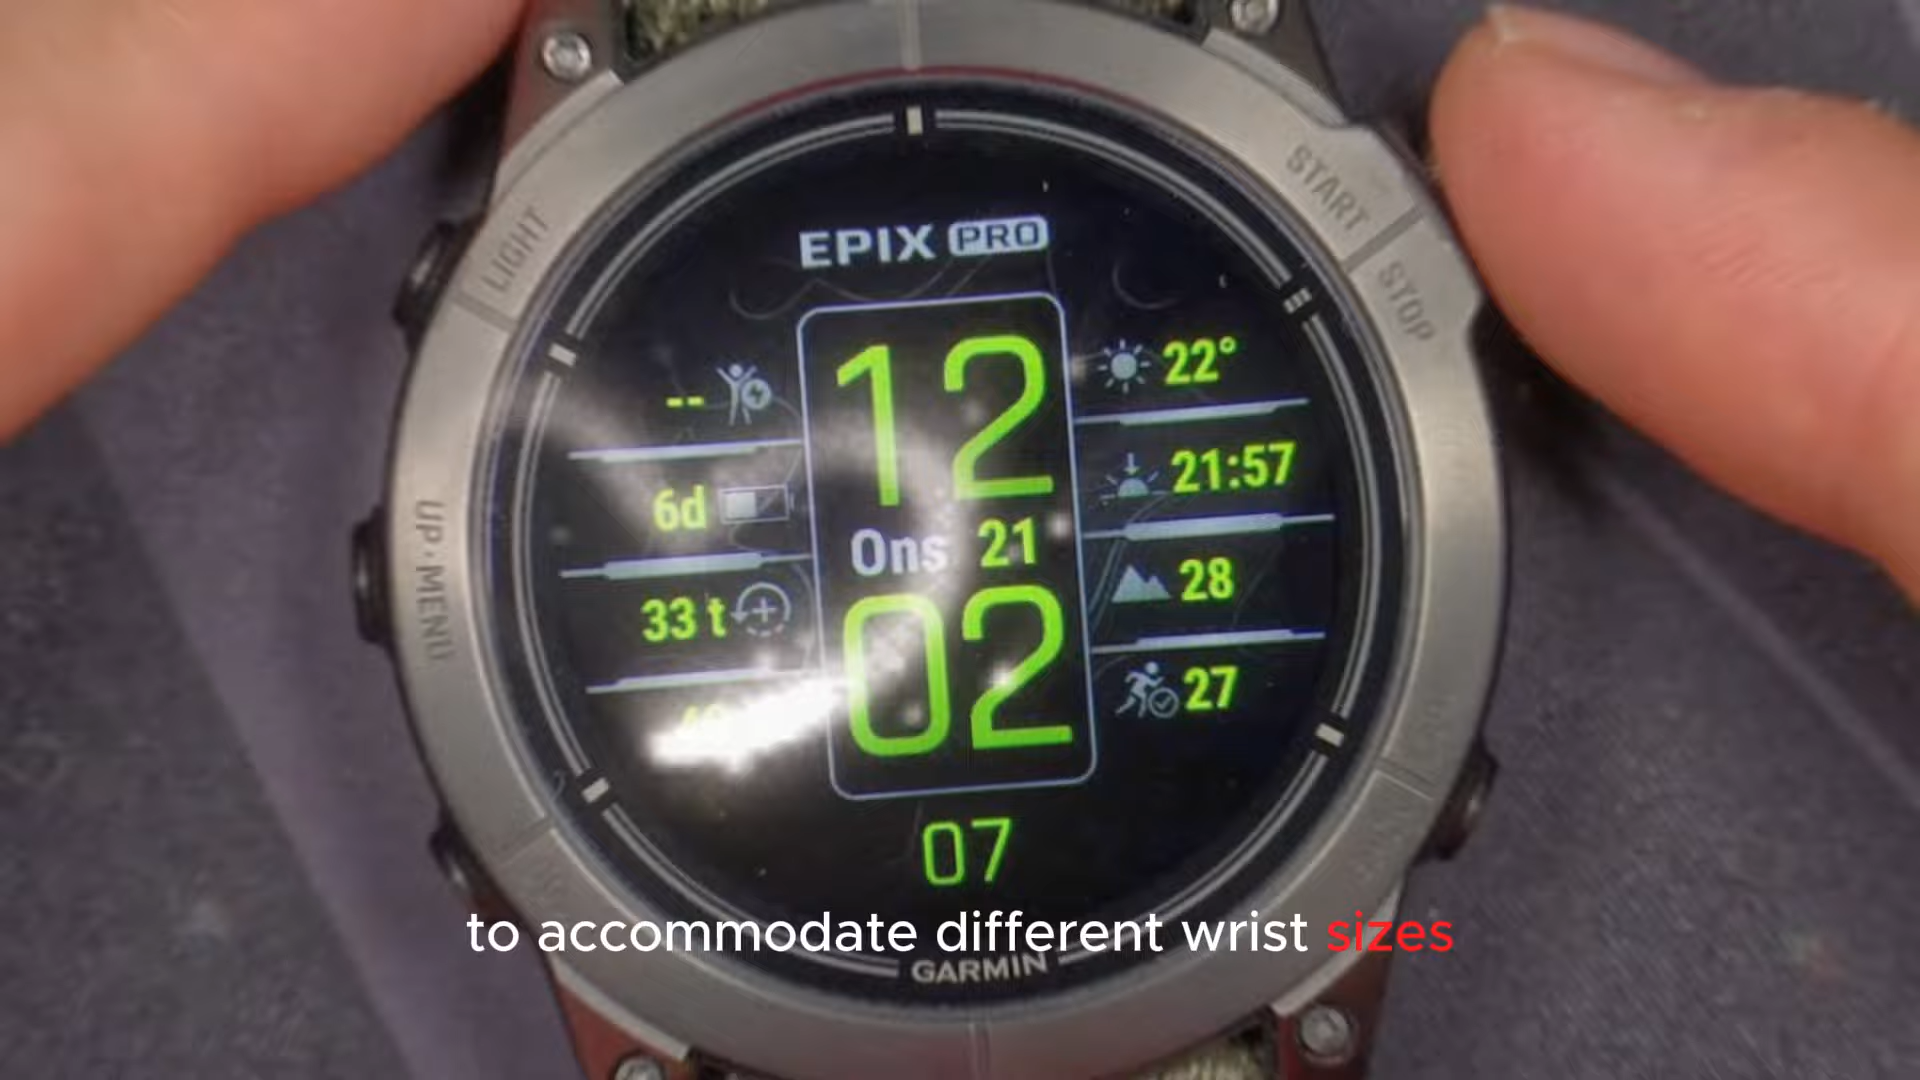 LIGHT
START
STOP
UP·MENU
EPIX PRO
12
-- 22°
6d 21:57
Ons 21
33 t 28
02
27
07
to accommodate different wrist sizes
GARMIN